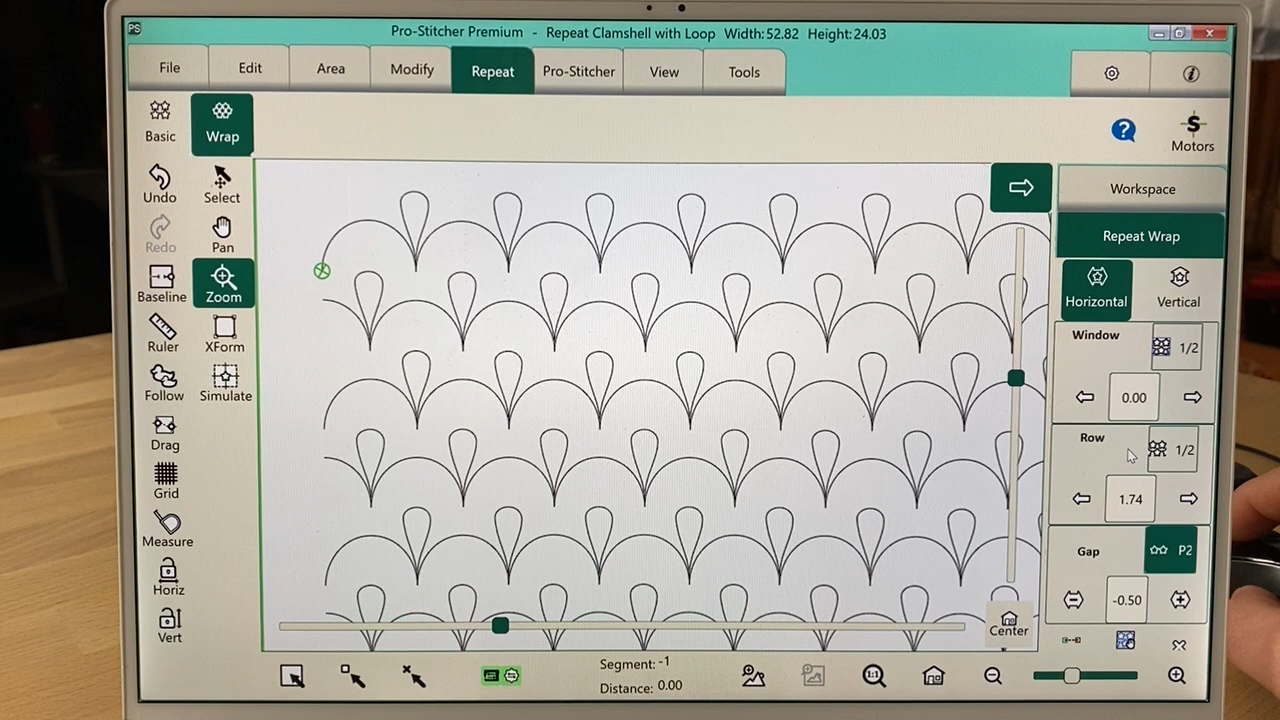 PS Pro-Stitcher Premium - Repeat Clamshell with Loop Width:52.82 Height:24.03
File Edit Area Modify Repeat Pro-Stitcher View Tools
Basic Wrap
Motors
Undo Select
Redo Pan
Baseline Zoom
Ruler XForm
Follow Simulate
Drag
Grid
Measure
Horiz
Vert
Workspace
Repeat Wrap
Horizontal Vertical
Window 1/2
0.00
Row 1/2
1.74
Gap P2
-0.50
Center
Segment: -1
Distance: 0.00
1:1